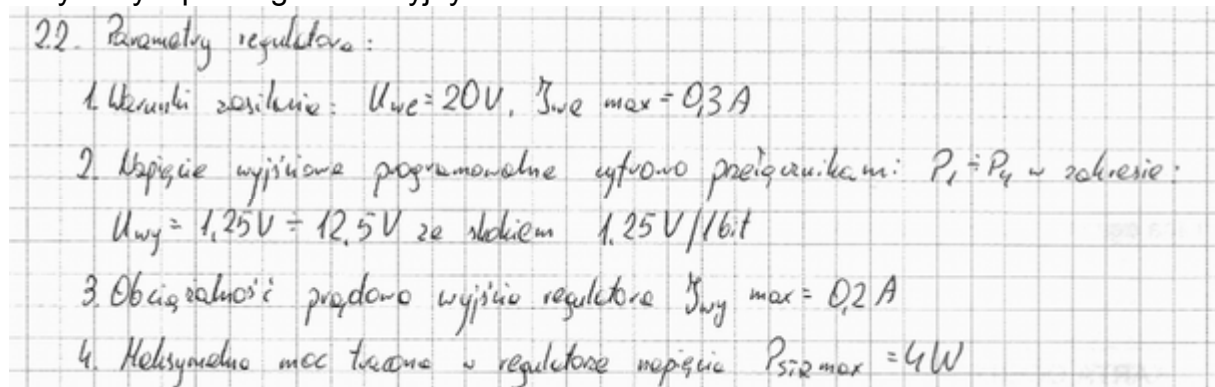 2.2. Parametry regulatora:
1. Warunki zasilania: Uwe = 20V, Iwe max = 0,3 A
2. Napięcie wyjściowe programowalne cyfrowo przełącznikami: P1 ÷ P4 w zakresie:
Uwy = 1,25V ÷ 12,5V ze skokiem 1,25 V/1bit
3. Obciążalność prądowa wyjścia regulatora Iwy max = 0,2 A
4. Maksymalna moc tracona w regulatorze napięcia Pstr max = 4W